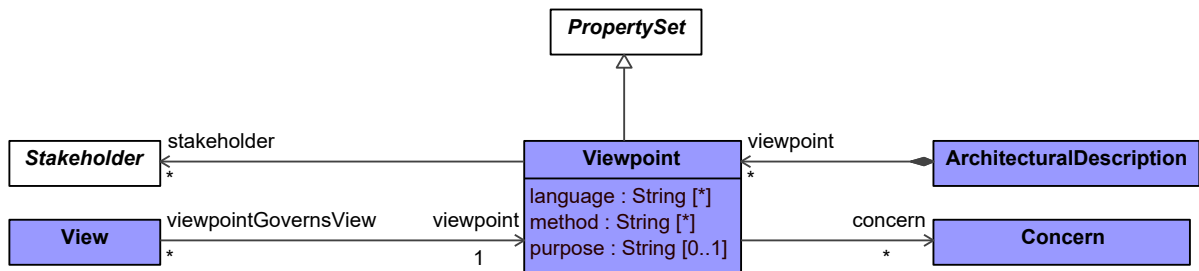 PropertySet
stakeholder
viewpoint
Stakeholder
*
Viewpoint
*
ArchitecturalDescription
language : String [*]
method : String [*]
purpose : String [0..1]
viewpointGovernsView
viewpoint
View
*
1
concern
*
Concern